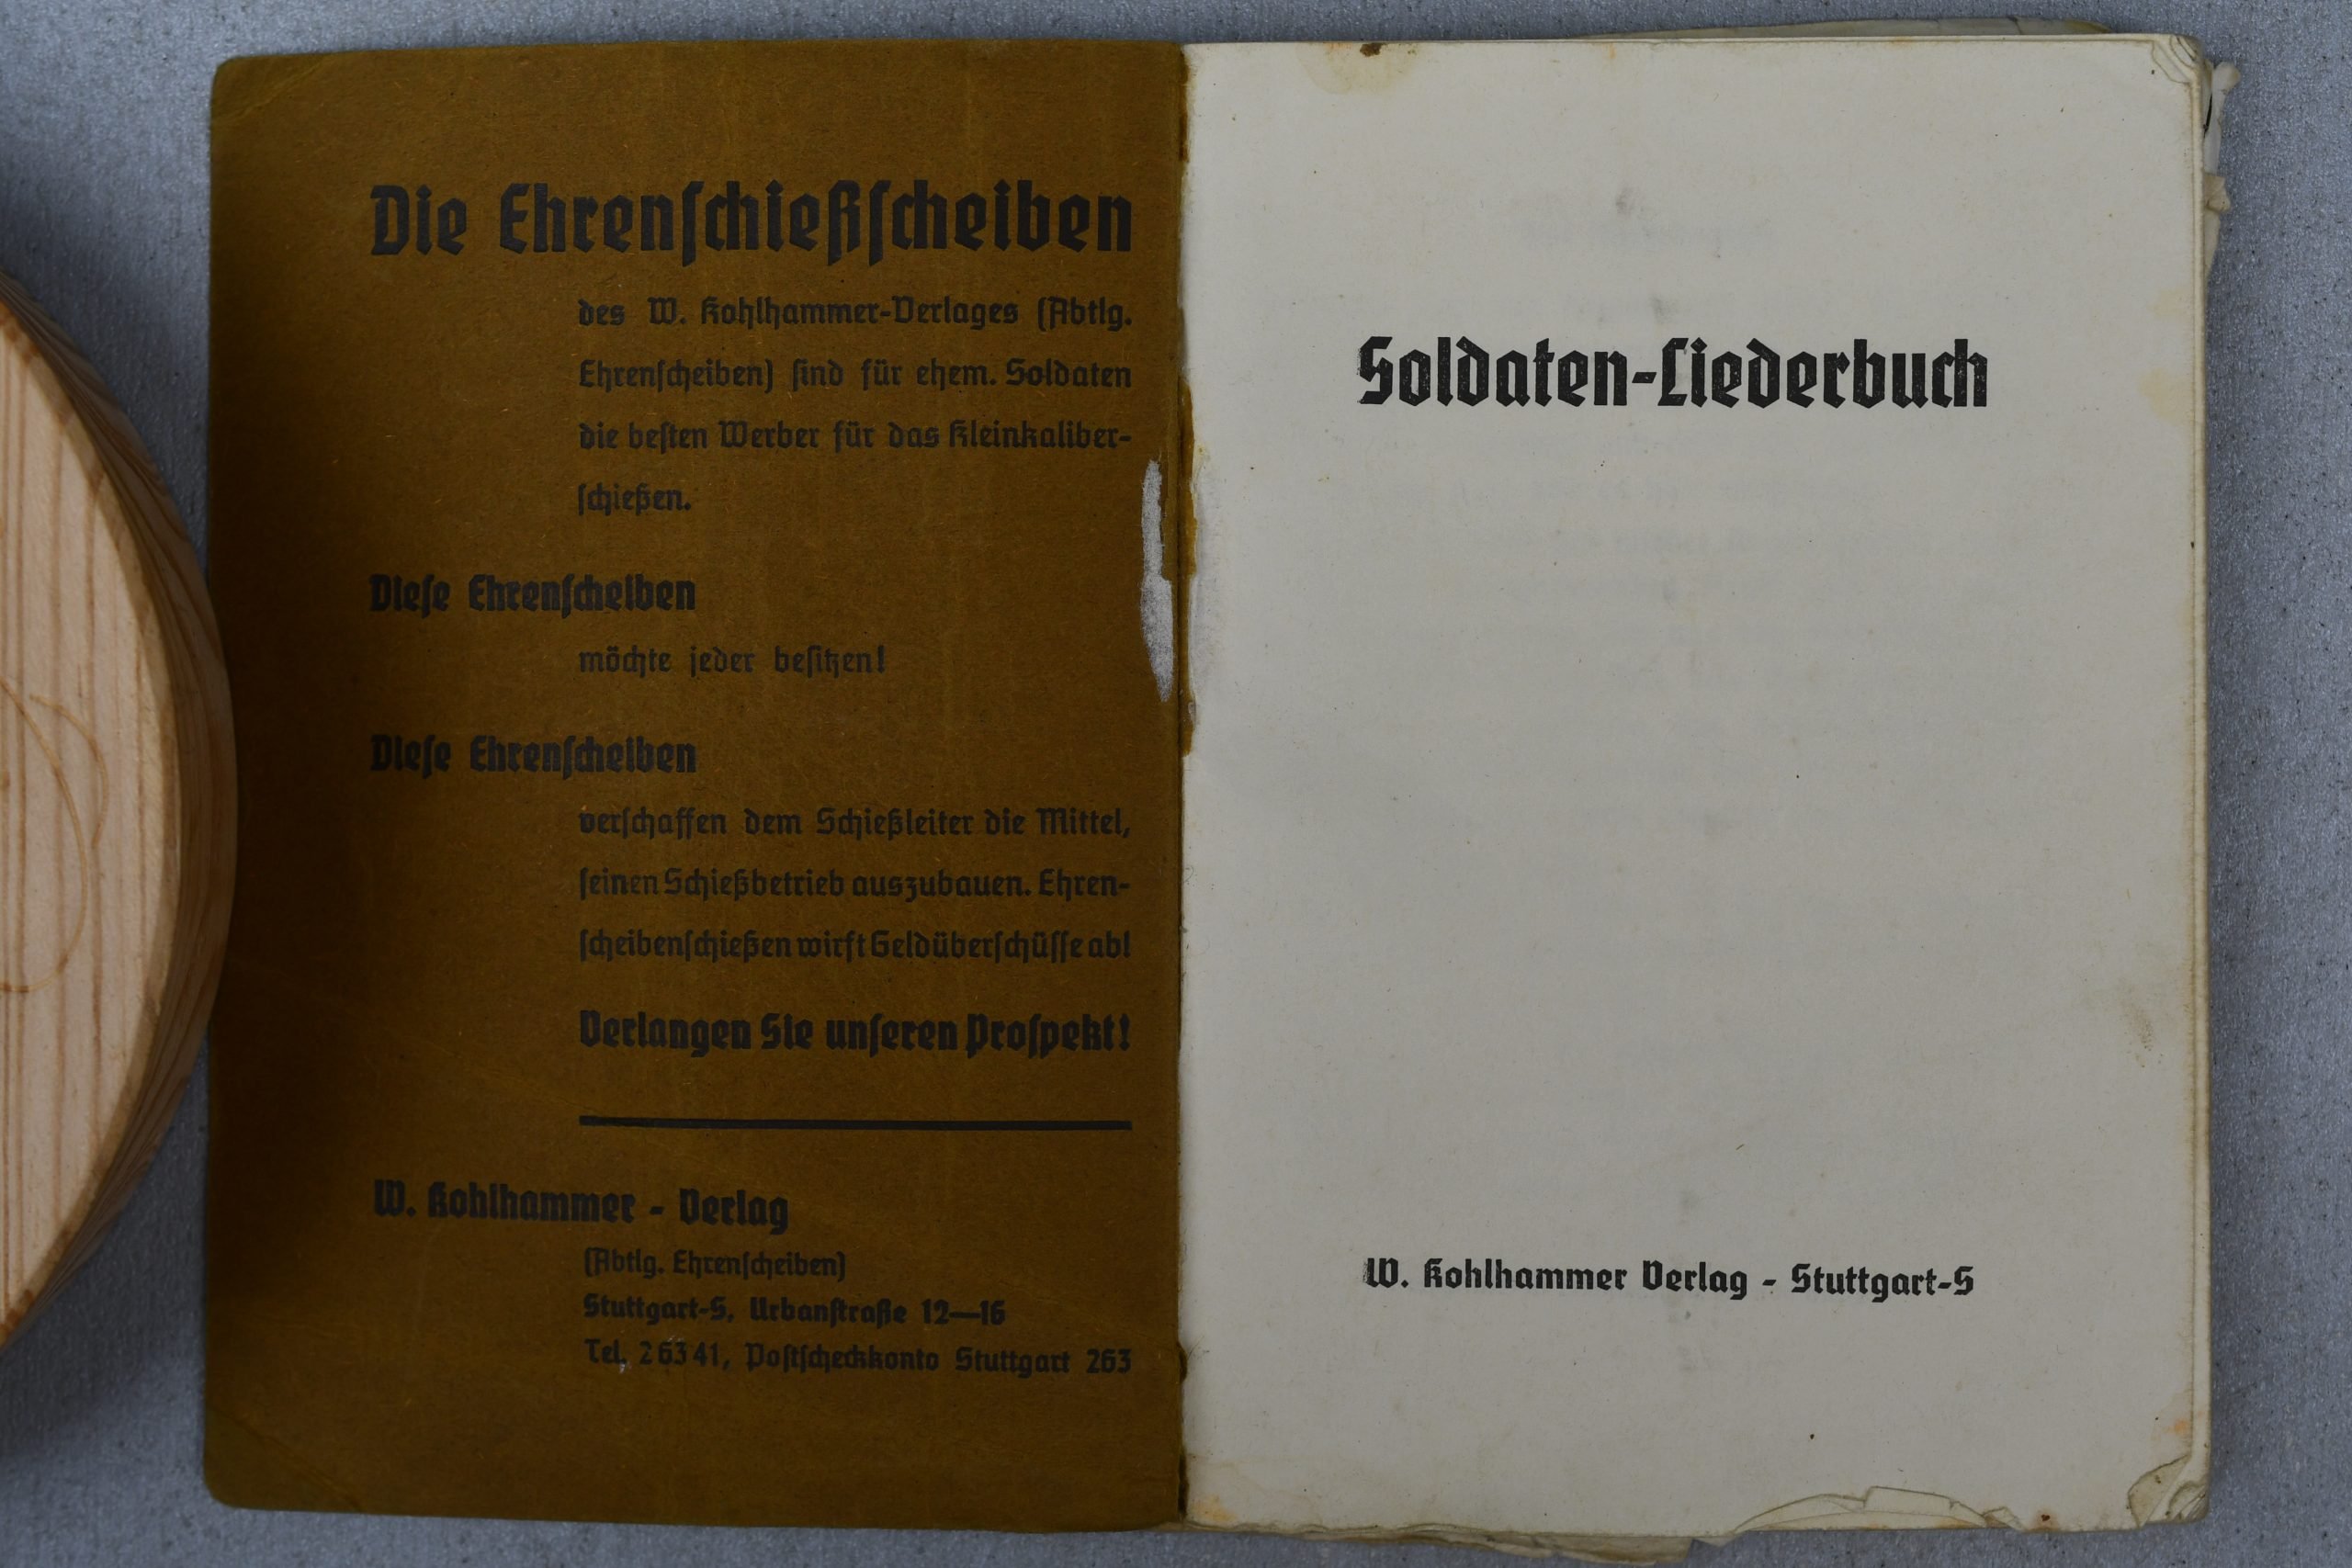 Die Ehrenſchießſcheiben
des W. Kohlhammer-Verlages (Abtlg.
Ehrenſcheiben) ſind für ehem. Soldaten
die beſten Werber für das Kleinkaliber-
ſchießen.
Dieſe Ehrenſcheiben
möchte jeder beſitzen!
Dieſe Ehrenſcheiben
verſchaffen dem Schießleiter die Mittel,
ſeinen Schießbetrieb auszubauen. Ehren-
ſcheibenſchießen wirft Geldüberſchüſſe ab!
Verlangen Sie unſeren Proſpekt!
W. Kohlhammer - Verlag
(Abtlg. Ehrenſcheiben)
Stuttgart-S, Urbanſtraße 12—16
Tel. 26341, Poſtſcheckkonto Stuttgart 263
Soldaten-Liederbuch
W. Kohlhammer Verlag - Stuttgart-S